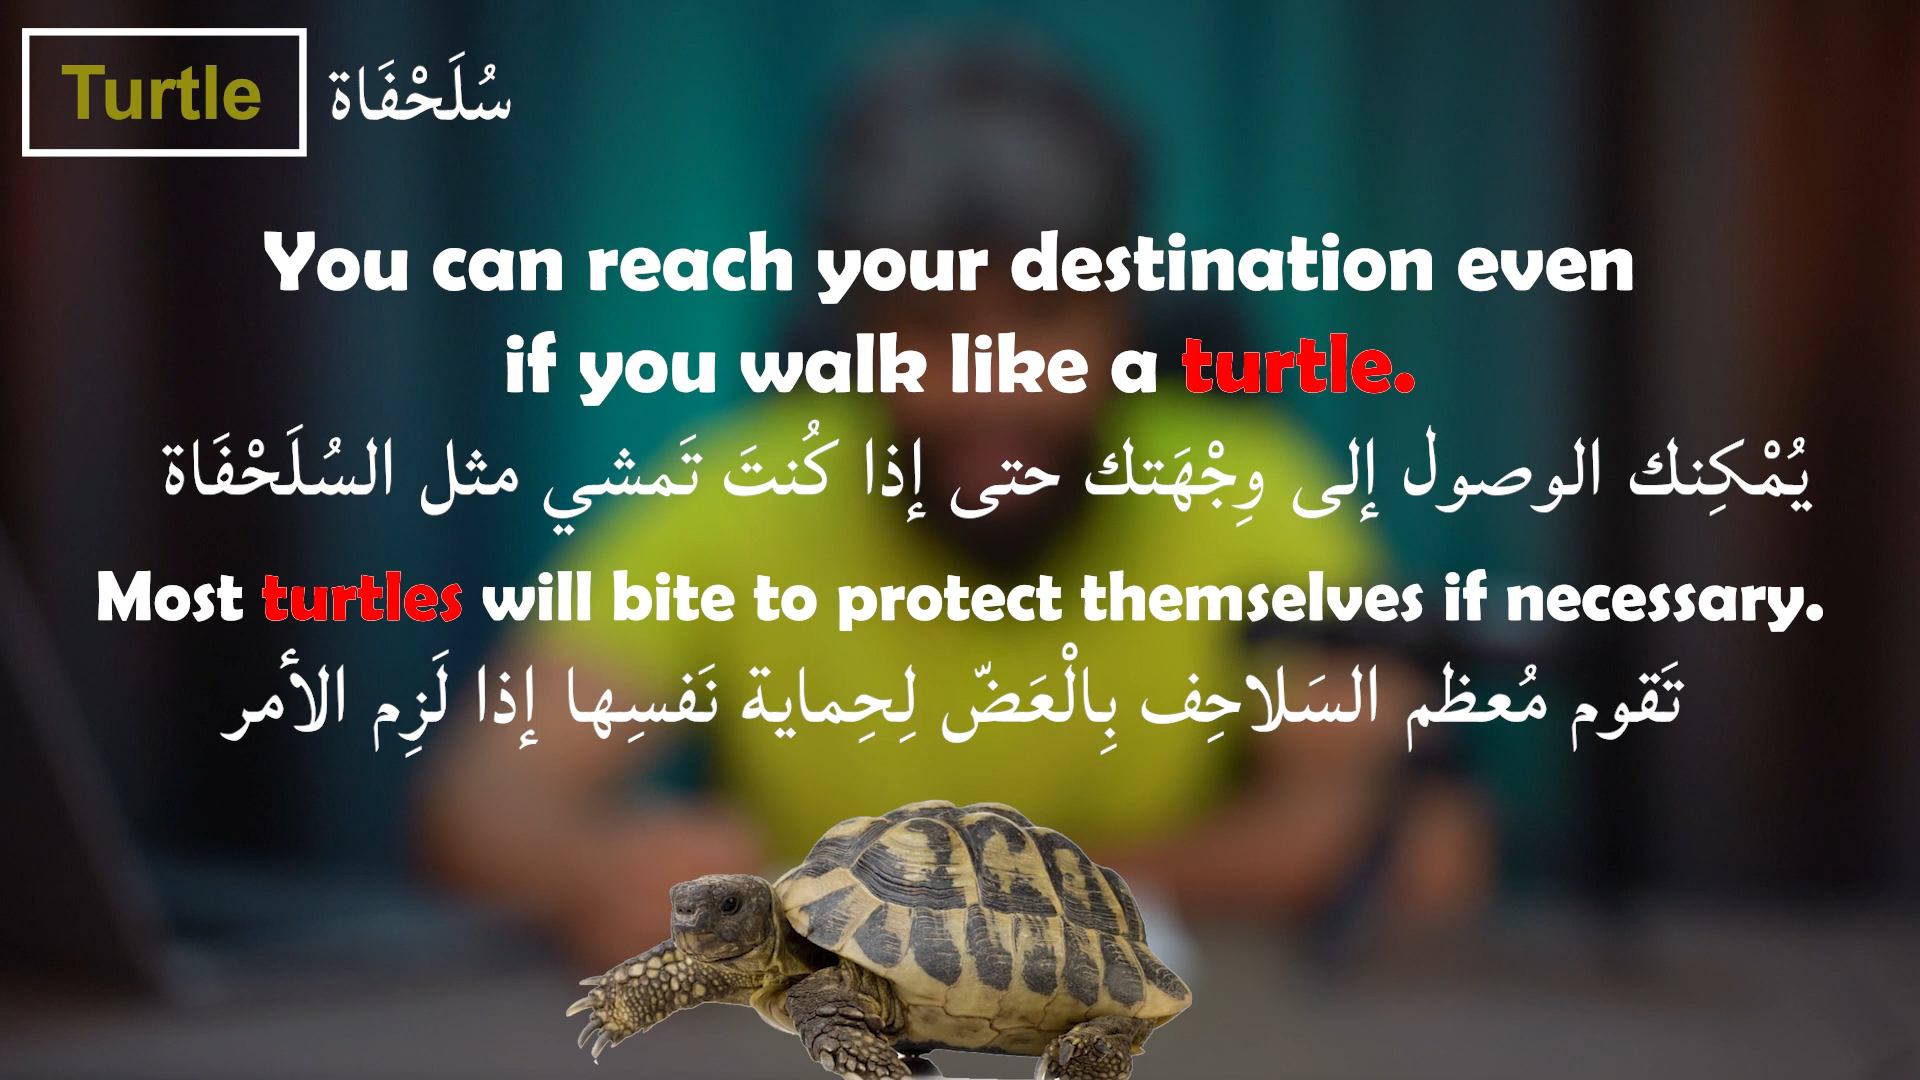 Turtle
سُلَحْفَاة
You can reach your destination even
if you walk like a turtle.
يُمْكِنك الوصول إلى وِجْهَتك حتى إذا كُنتَ تَمشي مثل السُلَحْفَاة
Most turtles will bite to protect themselves if necessary.
تَقوم مُعظم السَلاحِف بِالْعَضّ لِحِماية نَفسِها إذا لَزِم الأمر